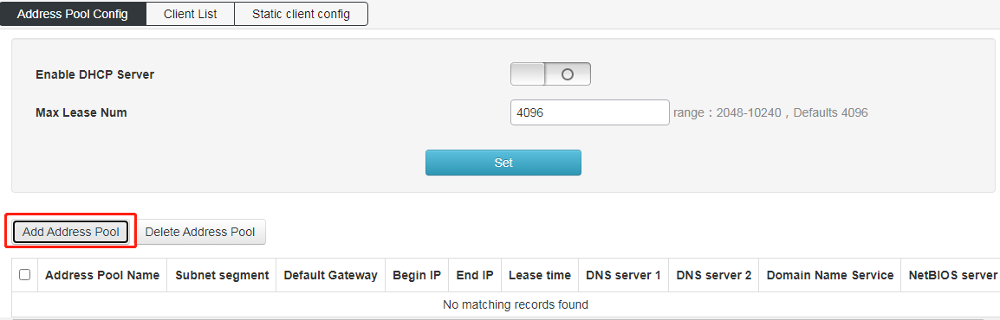 Address Pool Config Client List Static client config
Enable DHCP Server
Max Lease Num 4096 range：2048-10240，Defaults 4096
Set
Add Address Pool Delete Address Pool
Address Pool Name Subnet segment Default Gateway Begin IP End IP Lease time DNS server 1 DNS server 2 Domain Name Service NetBIOS server
No matching records found